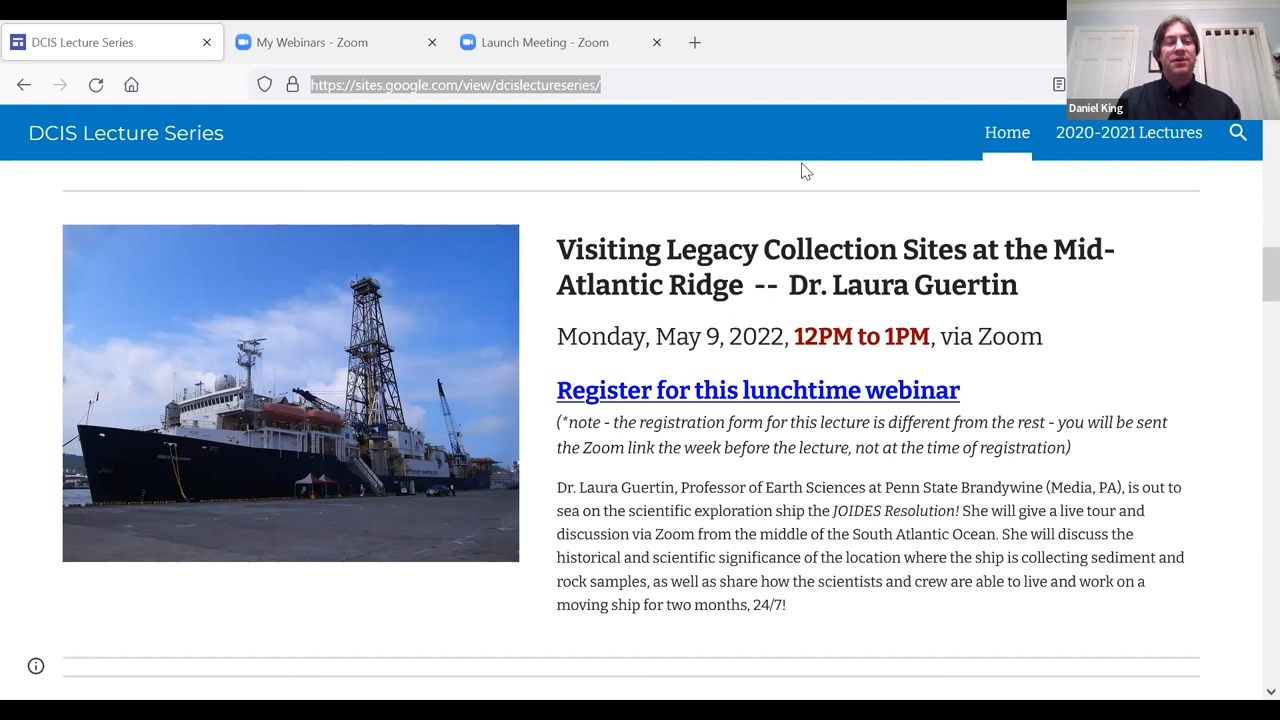 DCIS Lecture Series
My Webinars - Zoom
Launch Meeting - Zoom
https://sites.google.com/view/dcislectureseries/
Daniel King
DCIS Lecture Series
Home
2020-2021 Lectures
Visiting Legacy Collection Sites at the Mid-
Atlantic Ridge -- Dr. Laura Guertin
Monday, May 9, 2022, 12PM to 1PM, via Zoom
Register for this lunchtime webinar
(*note - the registration form for this lecture is different from the rest - you will be sent
the Zoom link the week before the lecture, not at the time of registration)
Dr. Laura Guertin, Professor of Earth Sciences at Penn State Brandywine (Media, PA), is out to
sea on the scientific exploration ship the JOIDES Resolution! She will give a live tour and
discussion via Zoom from the middle of the South Atlantic Ocean. She will discuss the
historical and scientific significance of the location where the ship is collecting sediment and
rock samples, as well as share how the scientists and crew are able to live and work on a
moving ship for two months, 24/7!